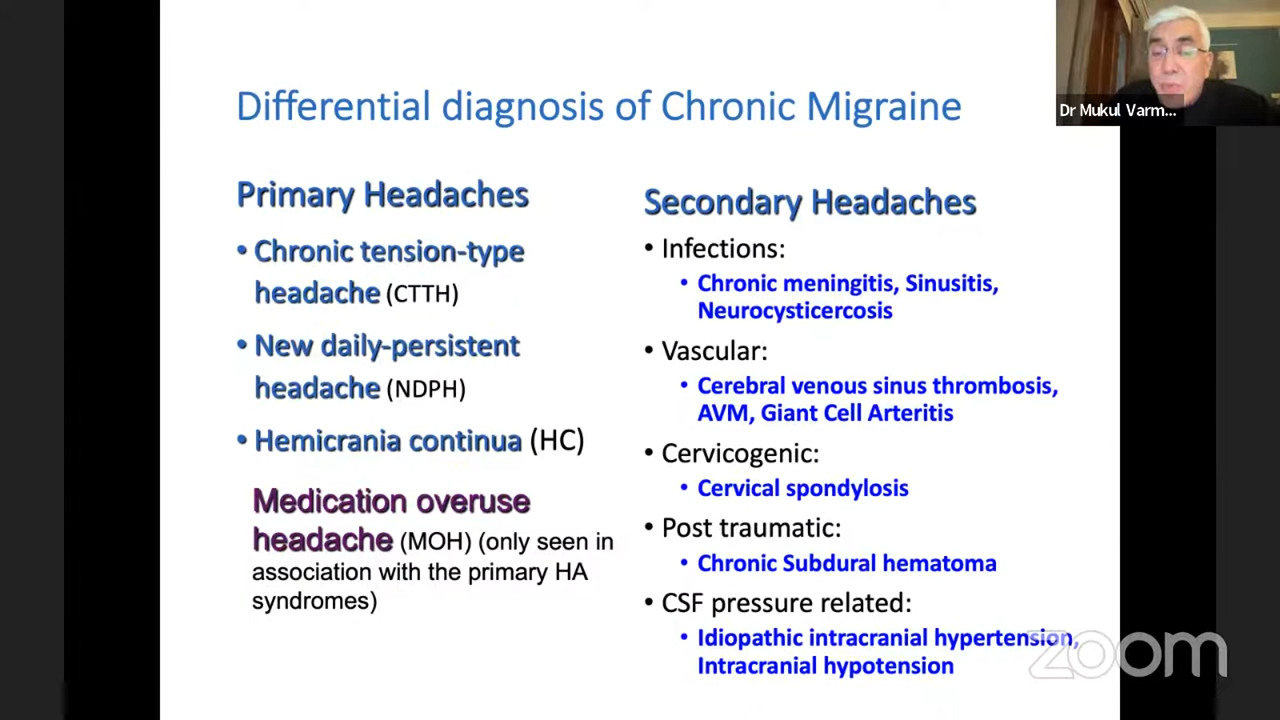 Differential diagnosis of Chronic Migraine
Primary Headaches
• Chronic tension-type
headache (CTTH)
• New daily-persistent
headache (NDPH)
• Hemicrania continua (HC)
Medication overuse
headache (MOH) (only seen in
association with the primary HA
syndromes)
Secondary Headaches
• Infections:
• Chronic meningitis, Sinusitis,
Neurocysticercosis
• Vascular:
• Cerebral venous sinus thrombosis,
AVM, Giant Cell Arteritis
• Cervicogenic:
• Cervical spondylosis
• Post traumatic:
• Chronic Subdural hematoma
• CSF pressure related:
• Idiopathic intracranial hypertension,
Intracranial hypotension
Dr Mukul Varm...
zoom